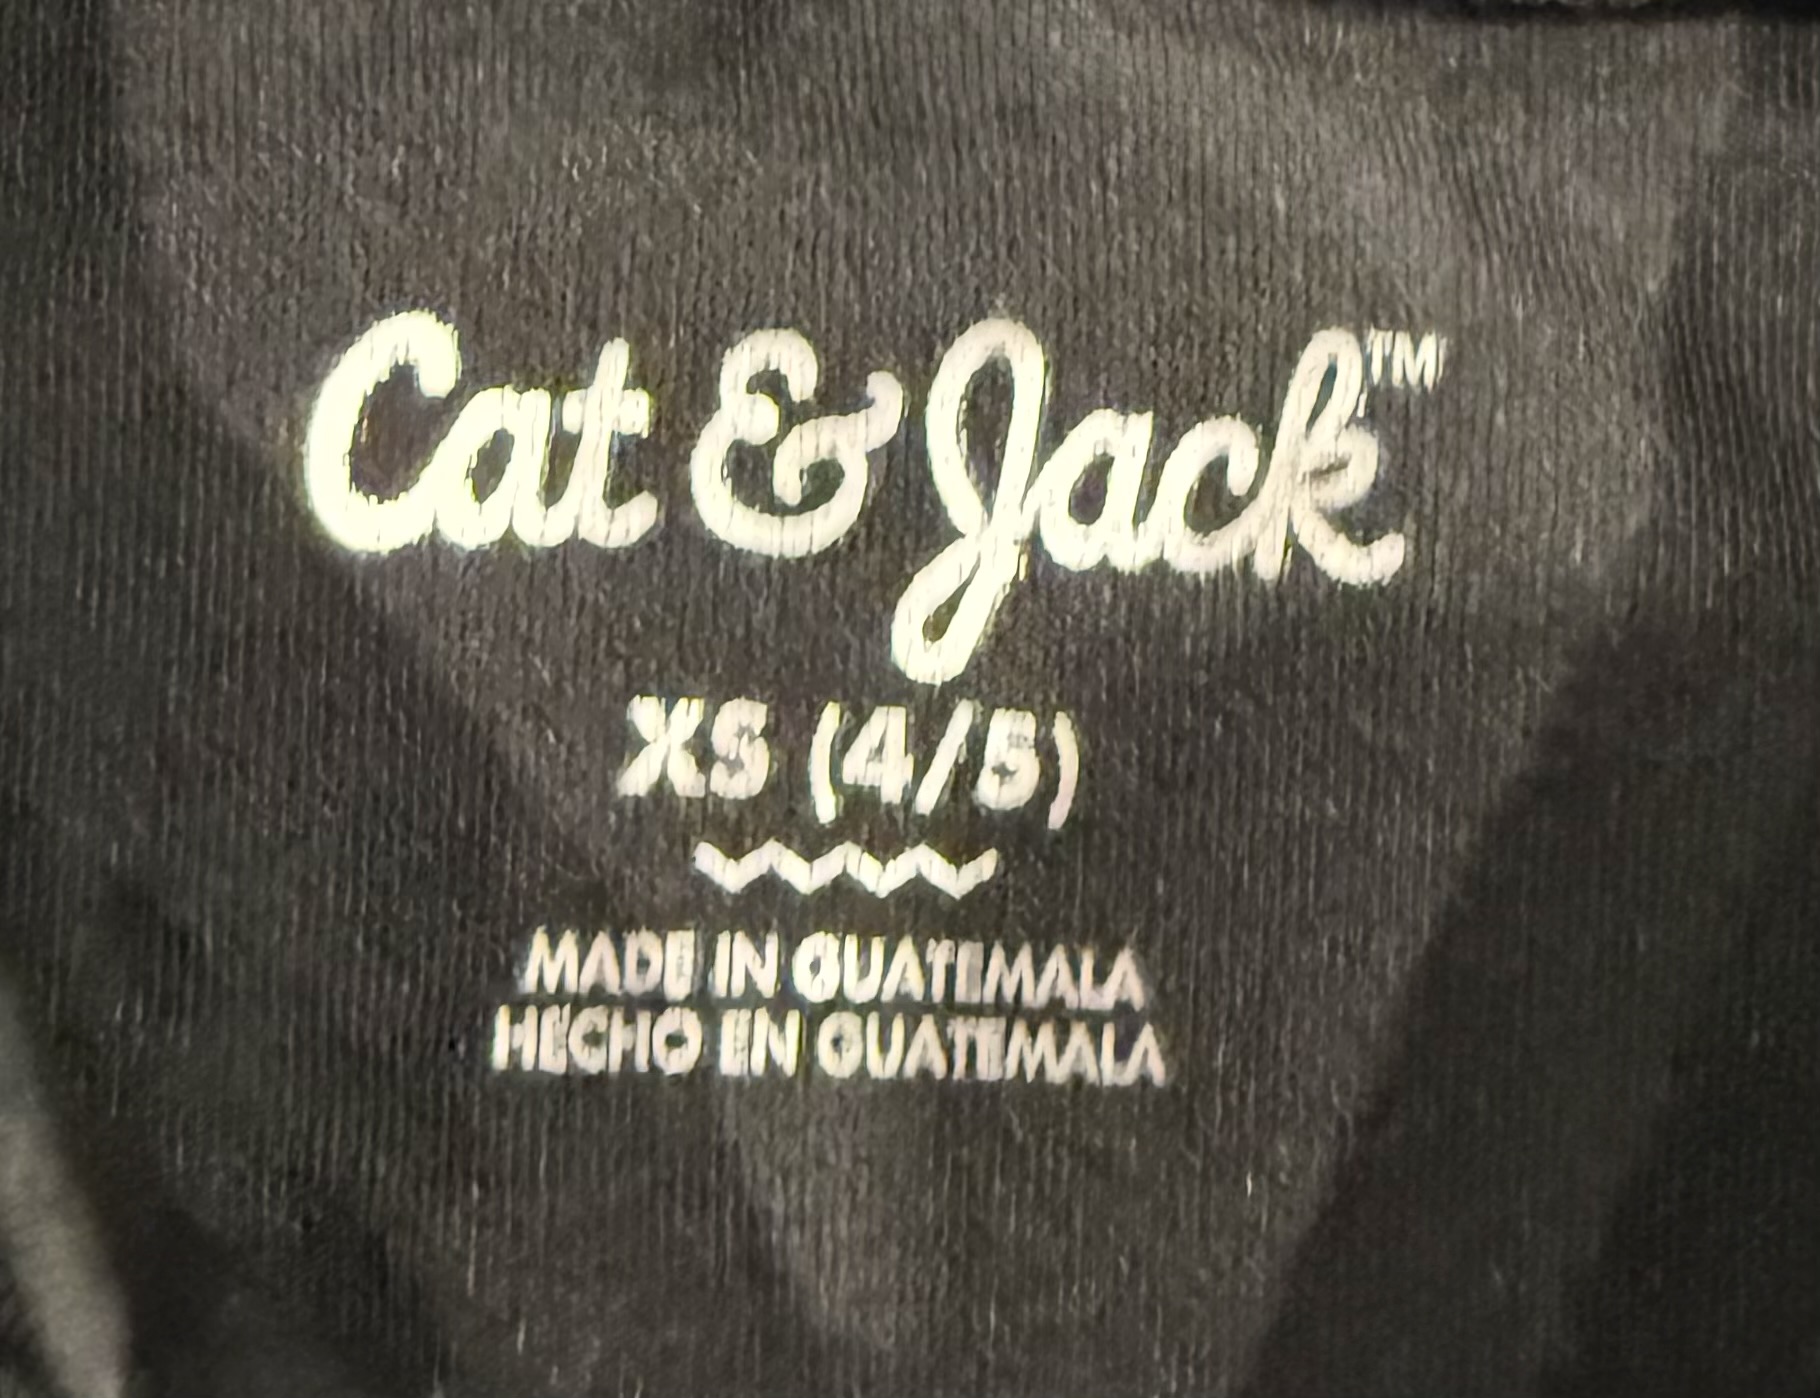 Cat & Jack™
XS (4/5)
MADE IN GUATEMALA
HECHO EN GUATEMALA